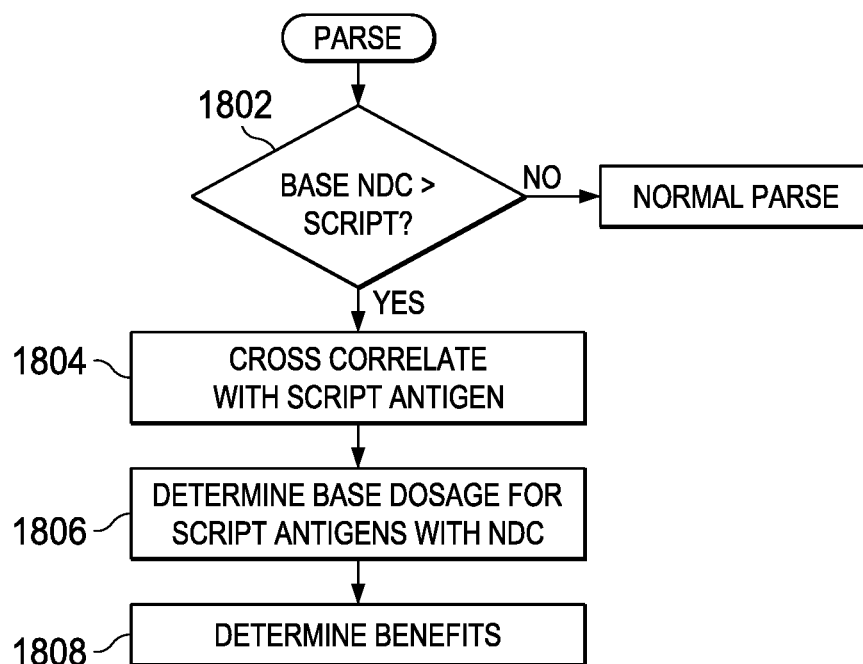 PARSE
1802
BASE NDC >
SCRIPT?
NO
NORMAL PARSE
YES
1804
CROSS CORRELATE
WITH SCRIPT ANTIGEN
1806
DETERMINE BASE DOSAGE FOR
SCRIPT ANTIGENS WITH NDC
1808
DETERMINE BENEFITS